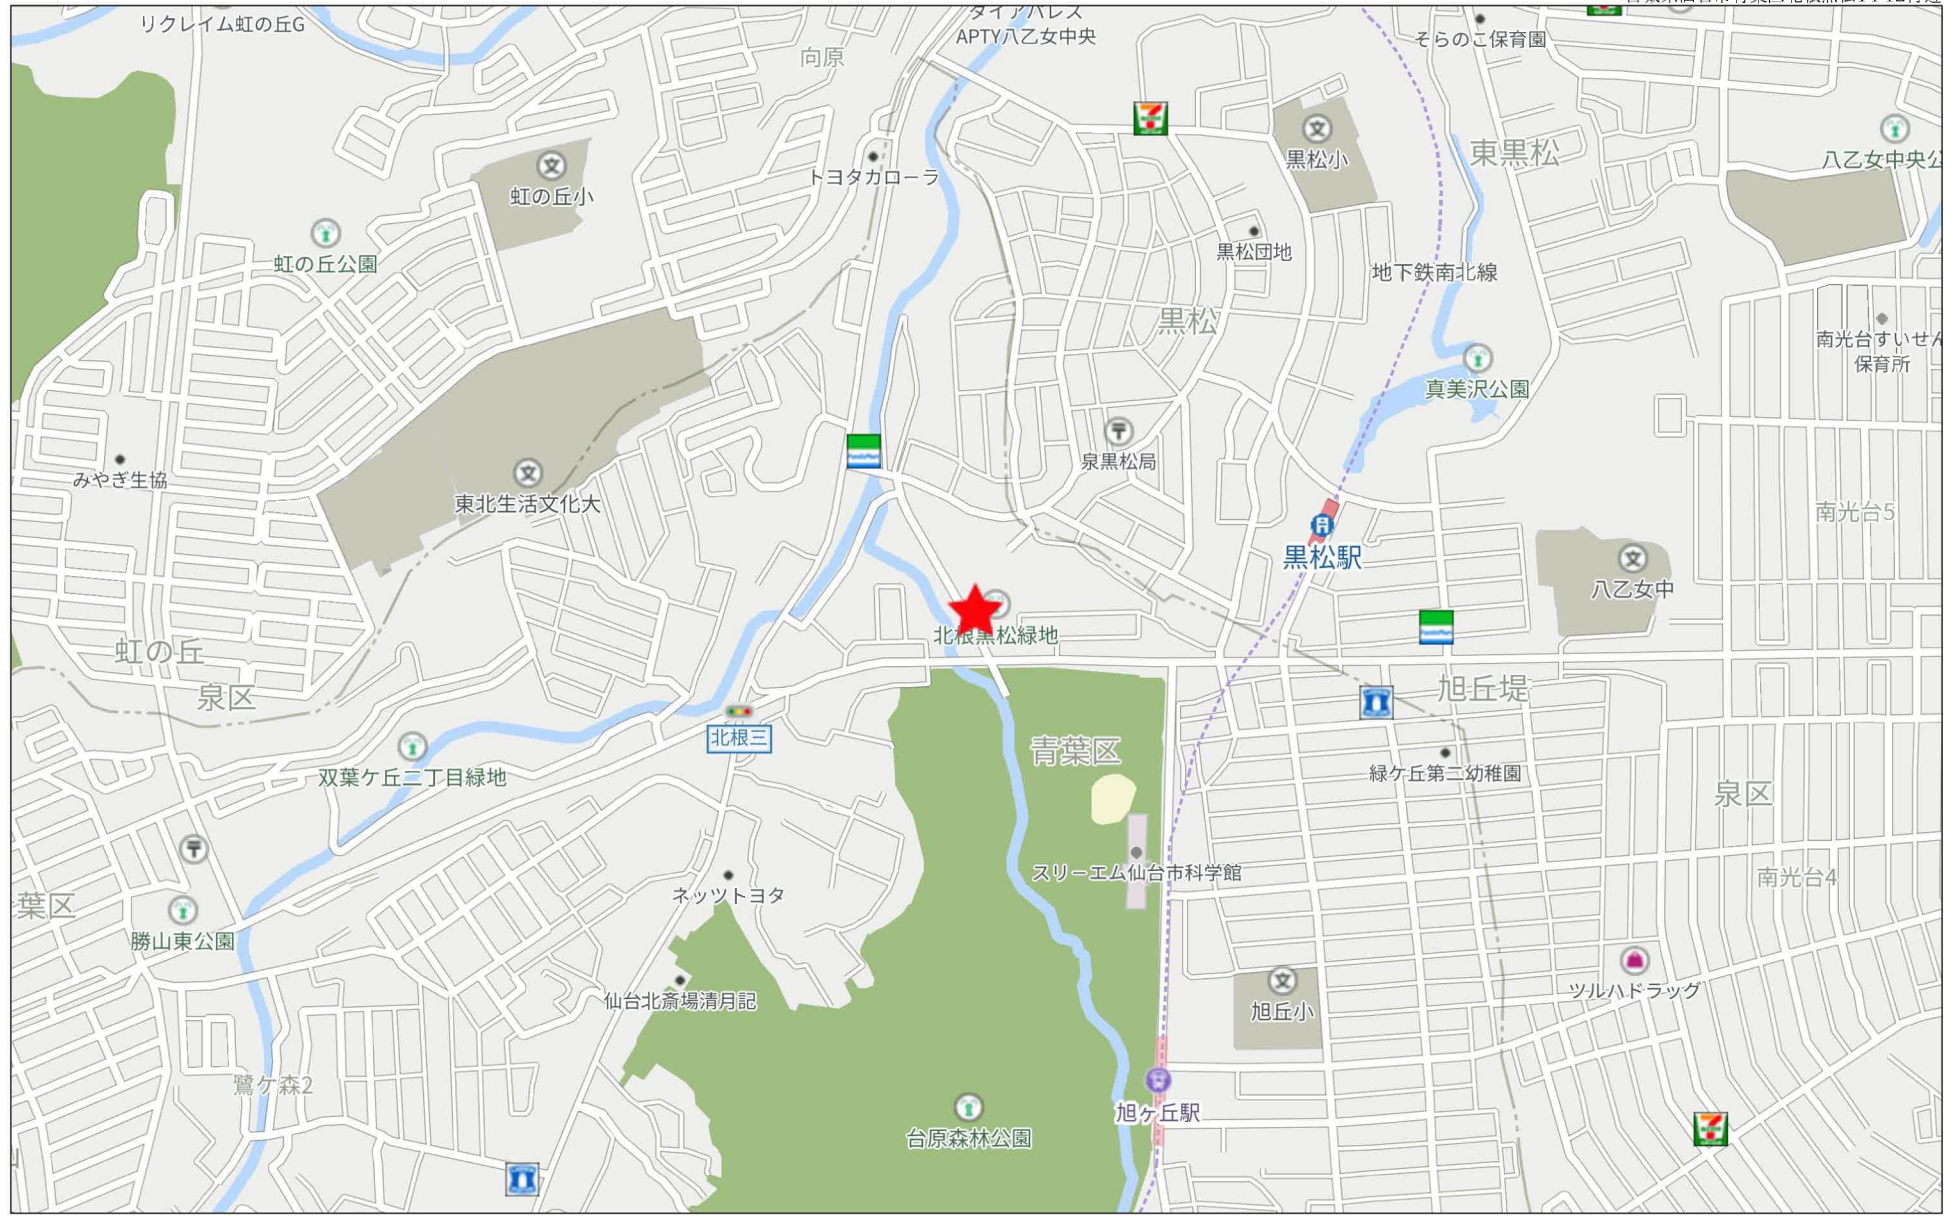 リクレイム虹の丘G
向原
ダイアパレス
APTY八乙女中央
そらのこ保育園
虹の丘小
トヨタカローラ
黒松小
東黒松
八乙女中央公
虹の丘公園
黒松団地
地下鉄南北線
黒松
南光台すいせん
保育所
真美沢公園
みやぎ生協
東北生活文化大
泉黒松局
南光台5
黒松駅
八乙女中
虹の丘
泉区
北根黒松緑地
旭丘堤
北根三
青葉区
双葉ケ丘二丁目緑地
緑ケ丘第二幼稚園
泉区
スリーエム仙台市科学館
南光台4
ネッツトヨタ
葉区
勝山東公園
仙台北斎場清月記
旭丘小
ツルハドラッグ
鷺ケ森2
旭ヶ丘駅
台原森林公園